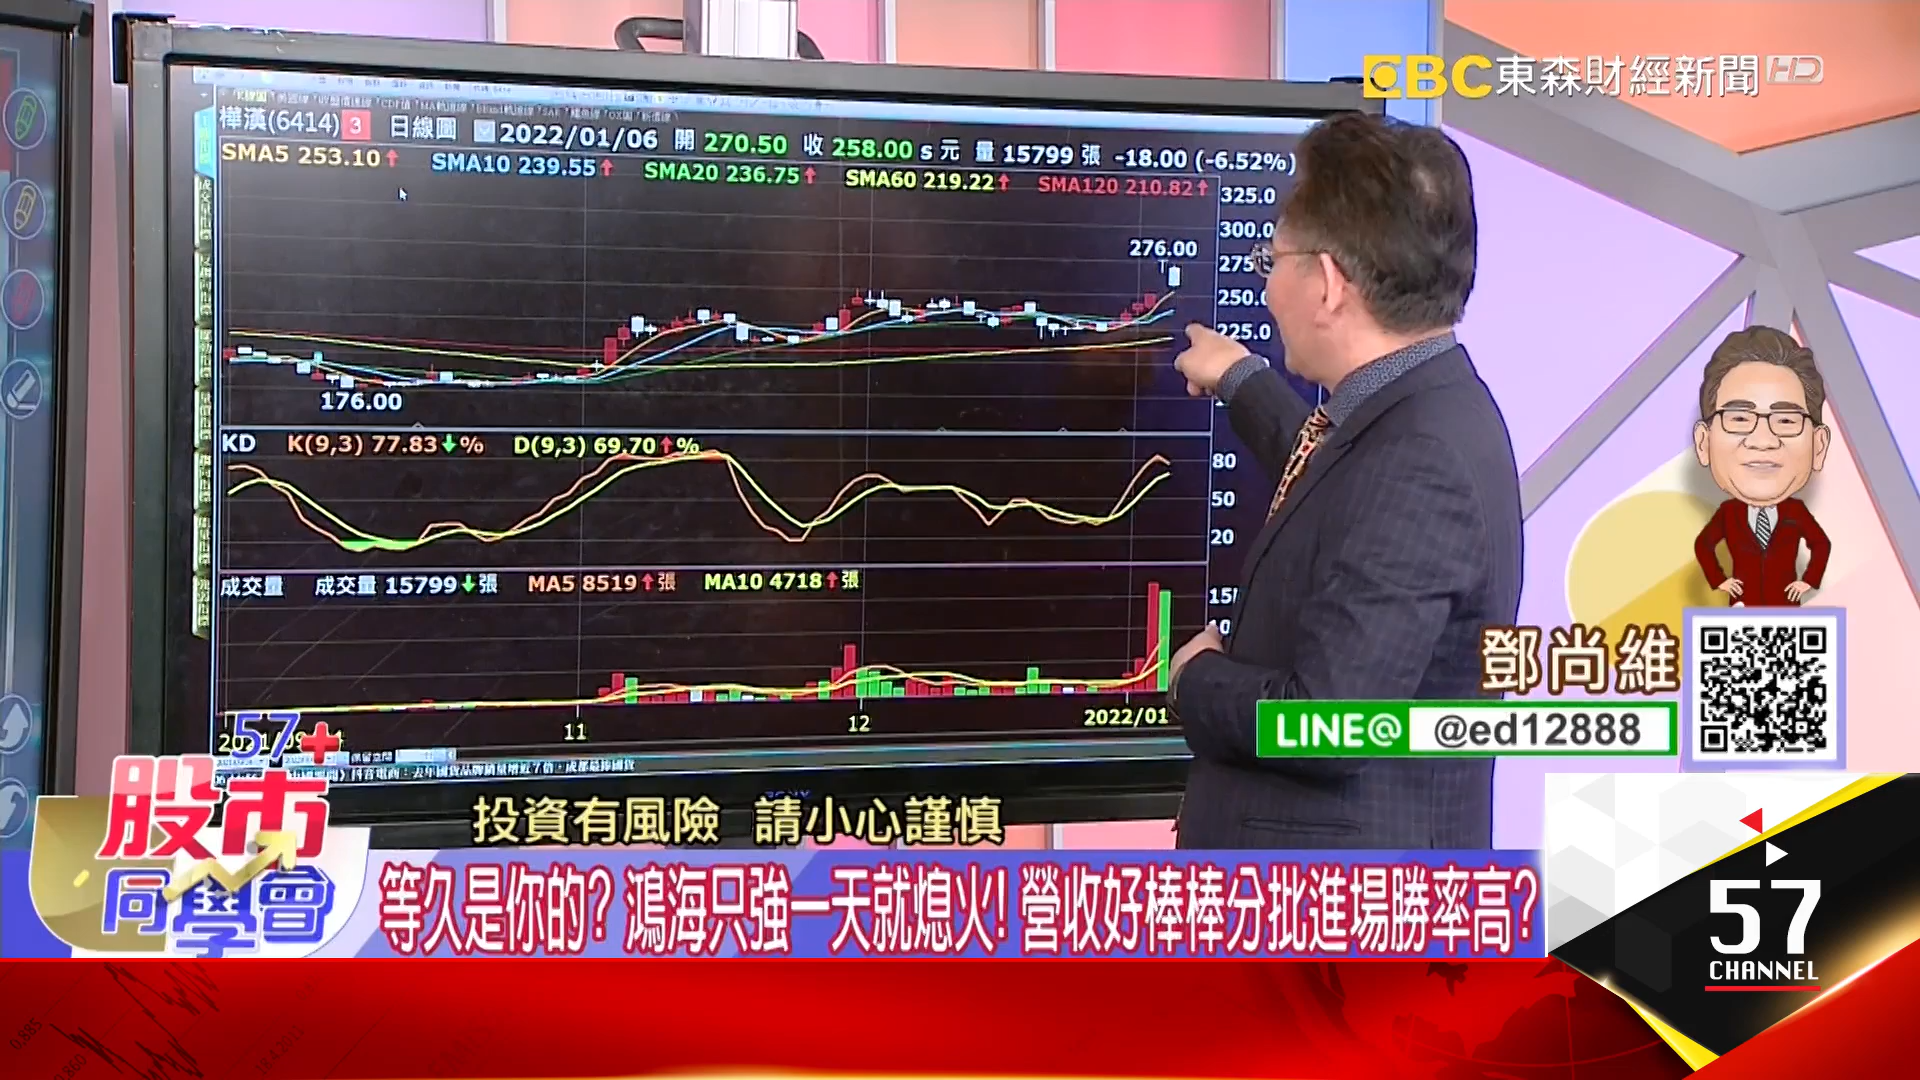 EBC東森財經新聞HD
樺漢(6414) 3 日線圖 2022/01/06 開 270.50 收 258.00 s 元 量 15799 張 -18.00 (-6.52%)
SMA5 253.10↑ SMA10 239.55↑ SMA20 236.75↑ SMA60 219.22↑ SMA120 210.82↑
325.0
300.0
276.00
250.0
225.0
176.00
KD K(9,3) 77.83↓% D(9,3) 69.70↑%
80
50
20
成交量 成交量 15799↓張 MA5 8519↑張 MA10 4718↑張
11 12 2022/01
鄧尚維
LINE@ @ed12888
57+
股市
同學會
投資有風險 請小心謹慎
等久是你的? 鴻海只強一天就熄火! 營收好棒棒分批進場勝率高?
57
CHANNEL